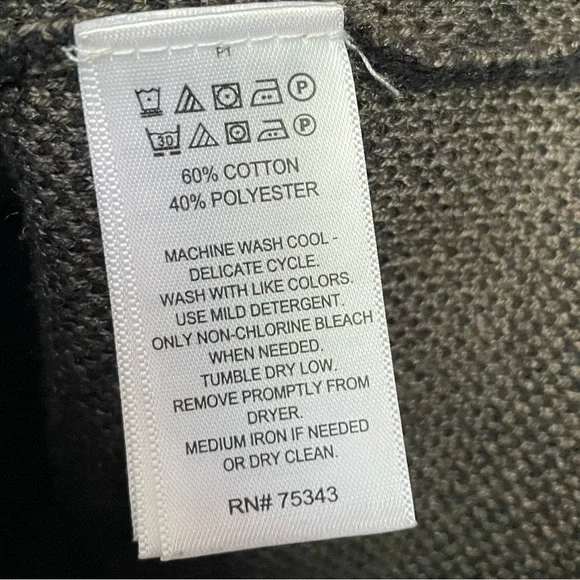 P1
P
30 P
60% COTTON
40% POLYESTER
MACHINE WASH COOL -
DELICATE CYCLE.
WASH WITH LIKE COLORS.
USE MILD DETERGENT.
ONLY NON-CHLORINE BLEACH
WHEN NEEDED.
TUMBLE DRY LOW.
REMOVE PROMPTLY FROM
DRYER.
MEDIUM IRON IF NEEDED
OR DRY CLEAN.
RN# 75343